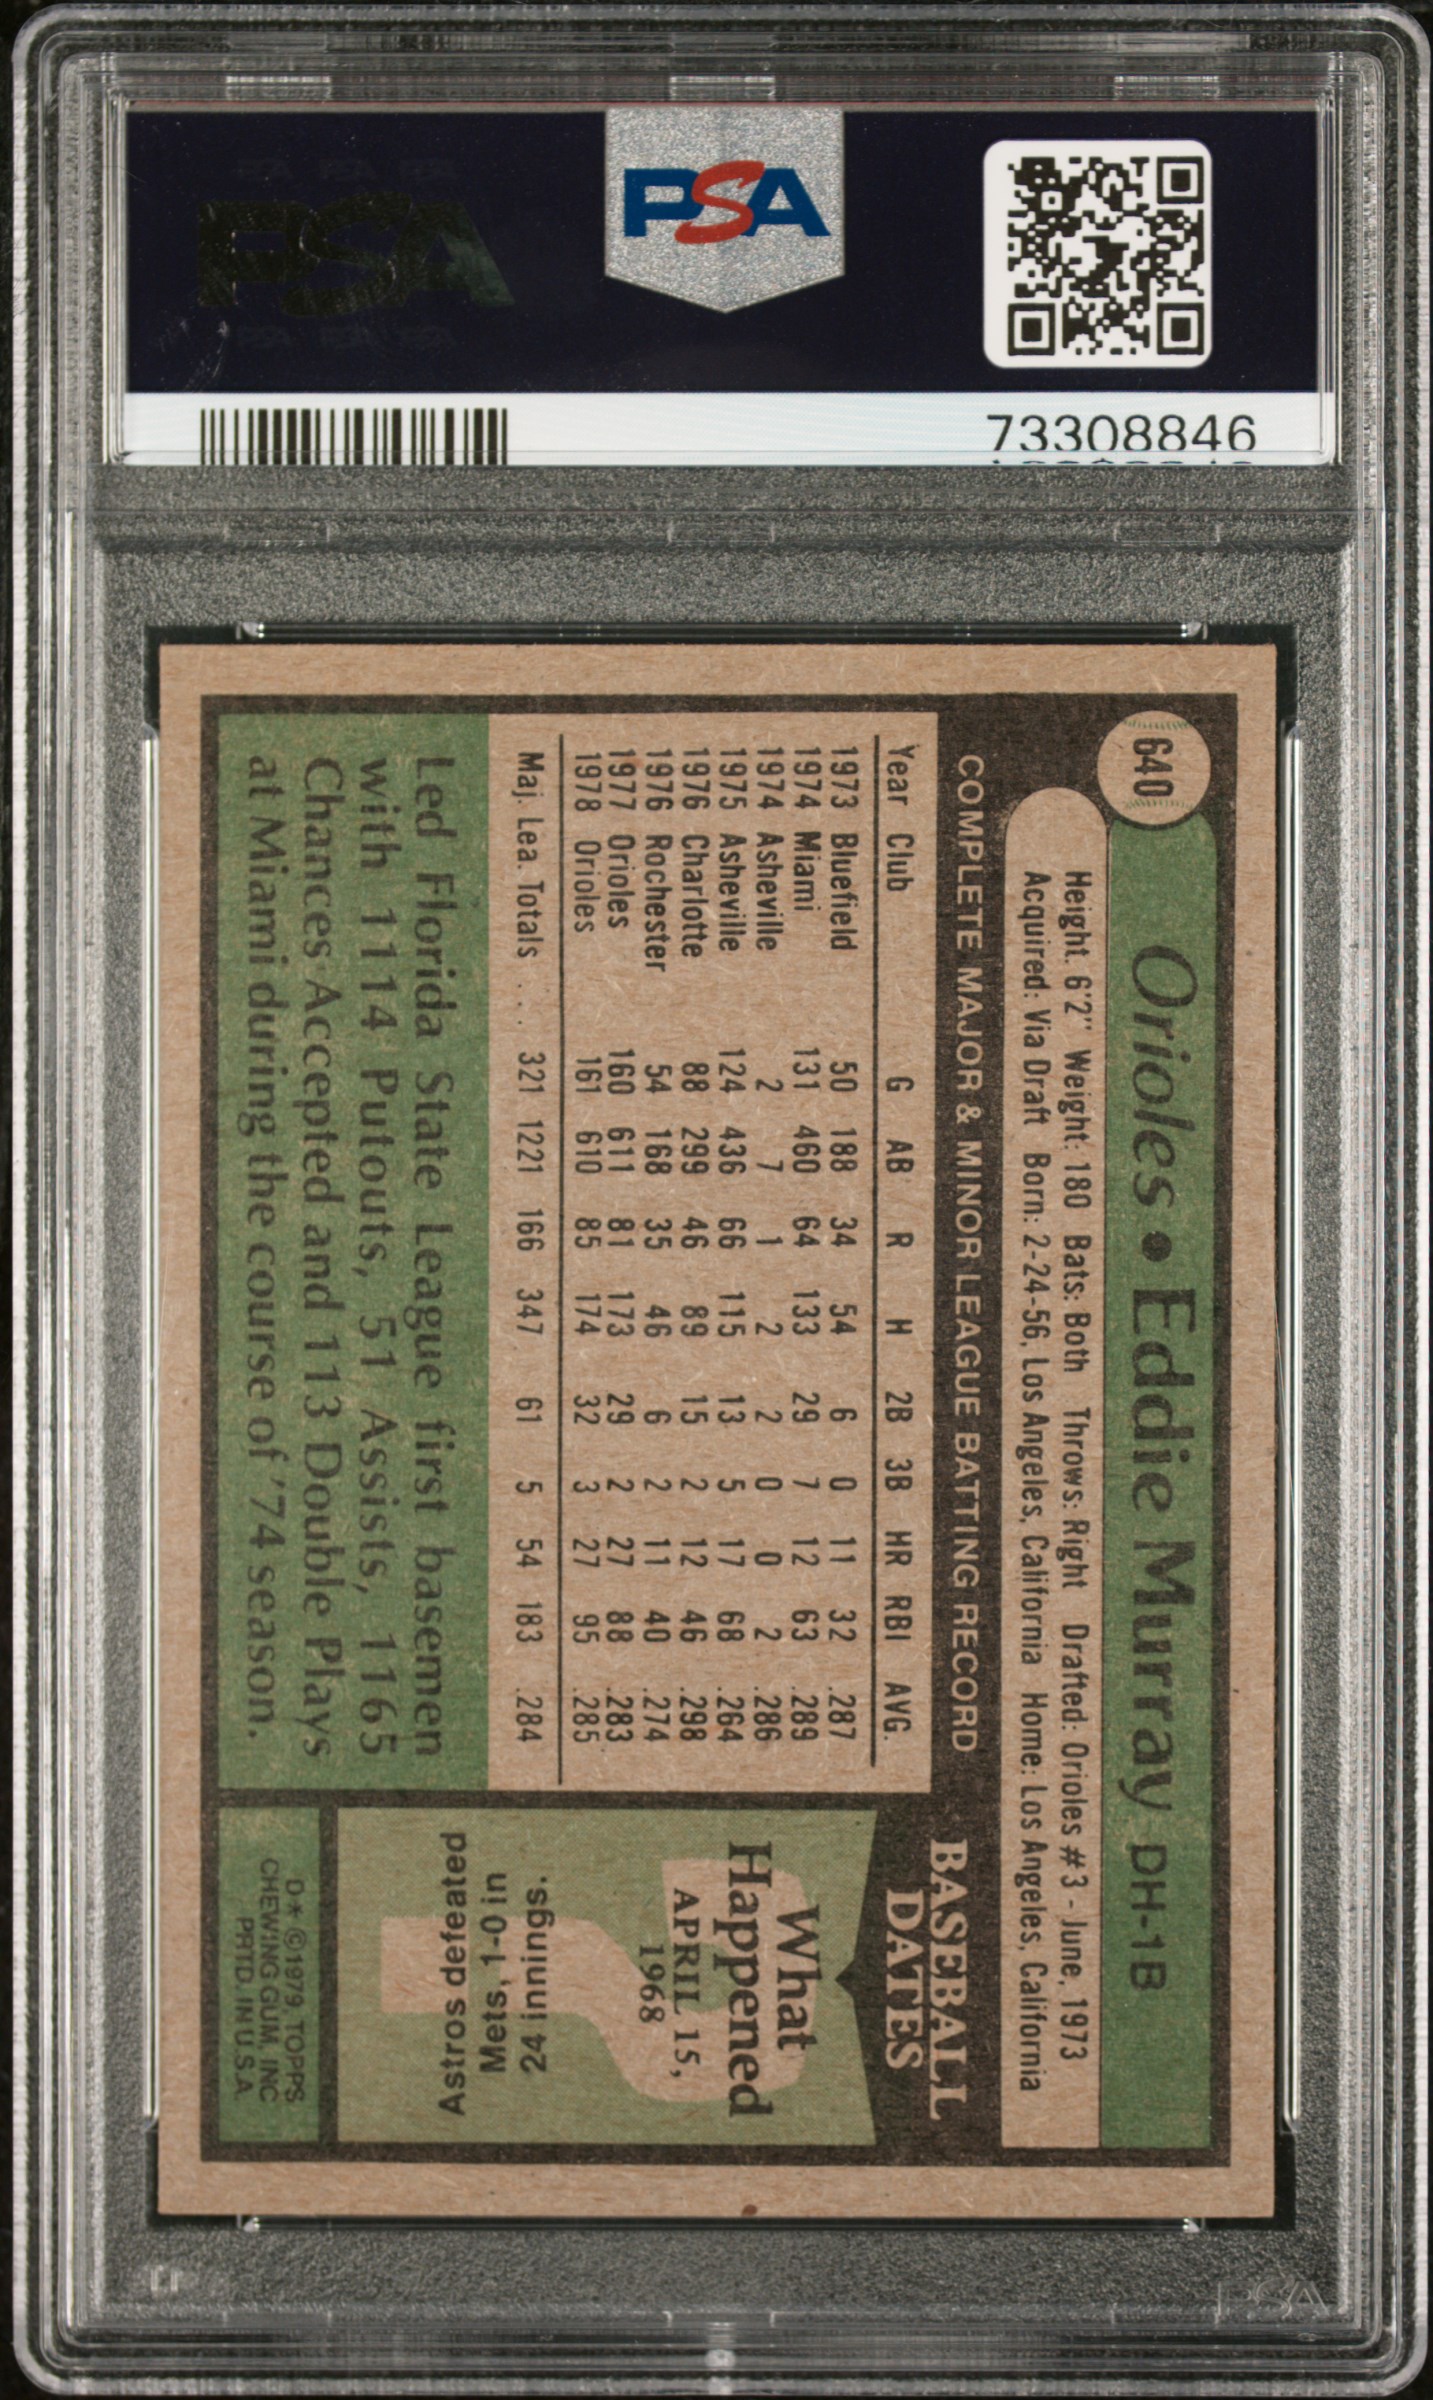 PSA
PSA PSA PSA
PSA
PSA PSA PSA
73308846
640
Orioles • Eddie Murray DH-1B
Height: 6'2" Weight: 180 Bats: Both Throws: Right Drafted: Orioles #3 - June, 1973
Acquired: Via Draft Born: 2-24-56, Los Angeles, California Home: Los Angeles, California
COMPLETE MAJOR & MINOR LEAGUE BATTING RECORD
Year Club G AB R H 2B 3B HR RBI AVG.
1973 Bluefield 50 188 34 54 6 0 11 32 .287
1974 Miami 131 460 64 133 29 7 12 63 .289
1974 Asheville 2 7 1 2 2 0 0 2 .286
1975 Asheville 124 436 66 115 13 5 17 68 .264
1976 Charlotte 88 299 46 89 15 2 12 46 .298
1976 Rochester 54 168 35 46 6 2 11 40 .274
1977 Orioles 160 611 81 173 29 2 27 88 .283
1978 Orioles 161 610 85 174 32 3 27 95 .285
Maj. Lea. Totals . . . 321 1221 166 347 61 5 54 183 .284
Led Florida State League first basemen
with 1114 Putouts, 51 Assists, 1165
Chances Accepted and 113 Double Plays
at Miami during the course of '74 season.
BASEBALL
DATES
What
Happened
APRIL 15,
1968
Astros defeated
Mets, 1-0 in
24 innings.
D* ©1979 TOPPS
CHEWING GUM, INC.
PRTD. IN U.S.A.
PSA